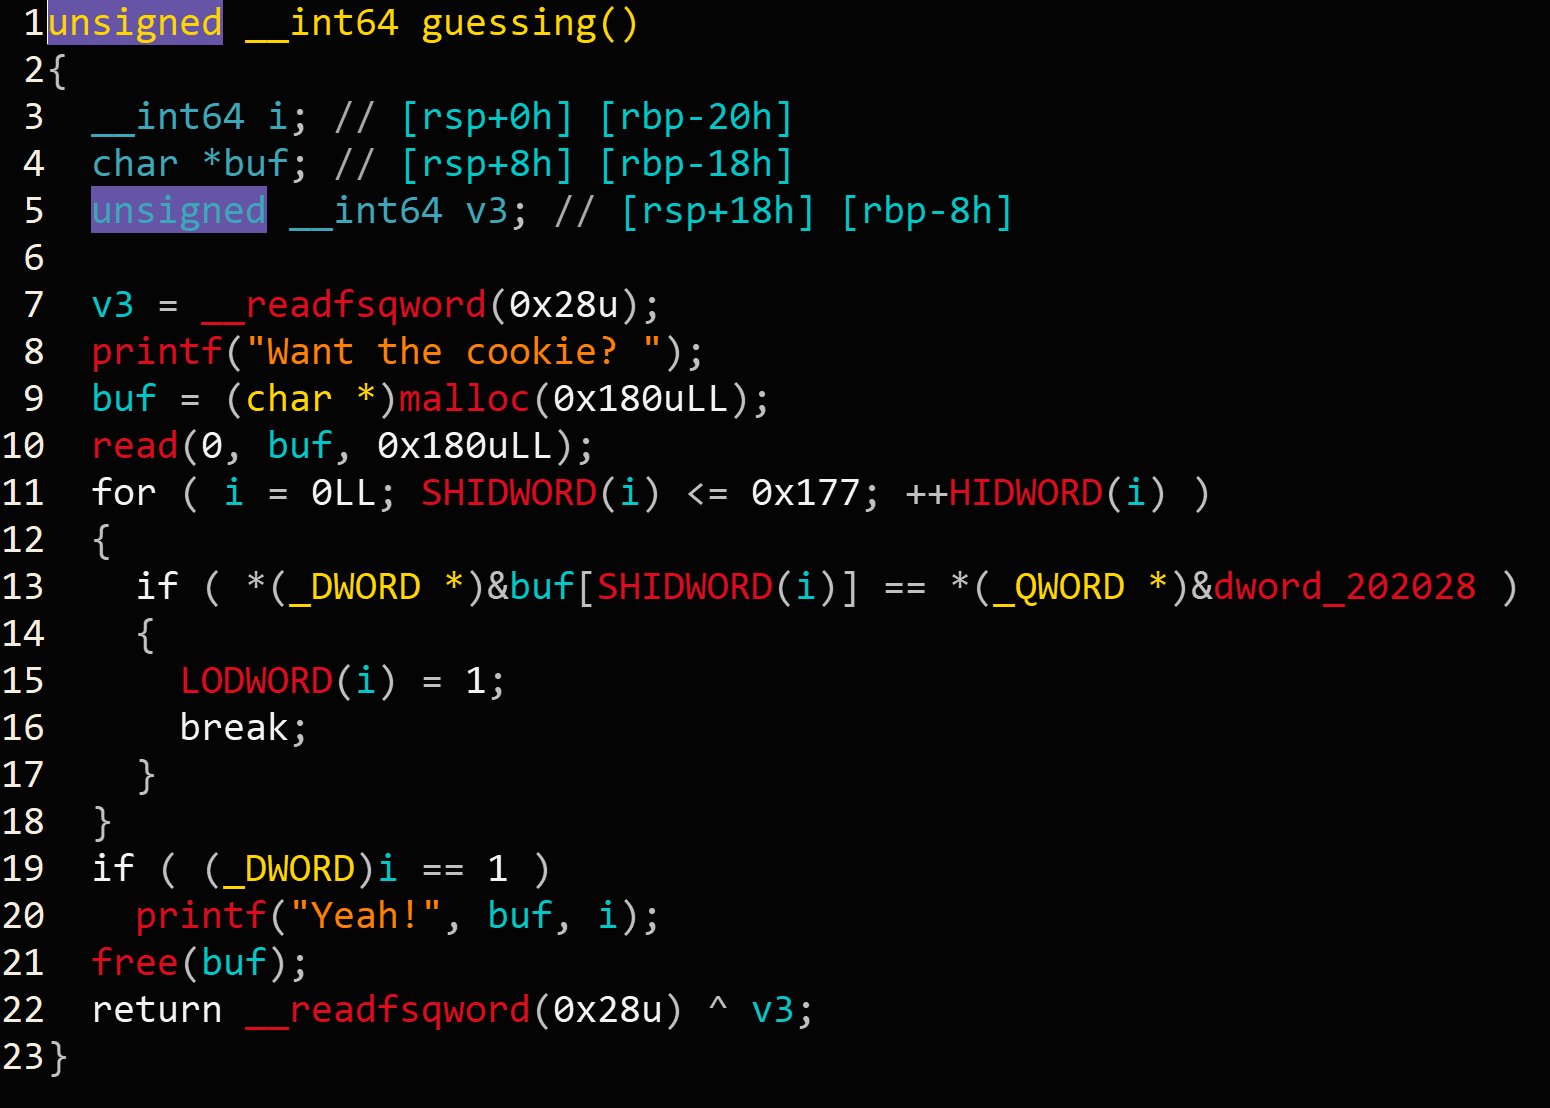 1 unsigned __int64 guessing()
2 {
3   __int64 i; // [rsp+0h] [rbp-20h]
4   char *buf; // [rsp+8h] [rbp-18h]
5   unsigned __int64 v3; // [rsp+18h] [rbp-8h]
6
7   v3 = __readfsqword(0x28u);
8   printf("Want the cookie? ");
9   buf = (char *)malloc(0x180uLL);
10   read(0, buf, 0x180uLL);
11   for ( i = 0LL; SHIDWORD(i) <= 0x177; ++HIDWORD(i) )
12   {
13     if ( *(_DWORD *)&buf[SHIDWORD(i)] == *(_QWORD *)&dword_202028 )
14     {
15       LODWORD(i) = 1;
16       break;
17     }
18   }
19   if ( (_DWORD)i == 1 )
20     printf("Yeah!", buf, i);
21   free(buf);
22   return __readfsqword(0x28u) ^ v3;
23 }